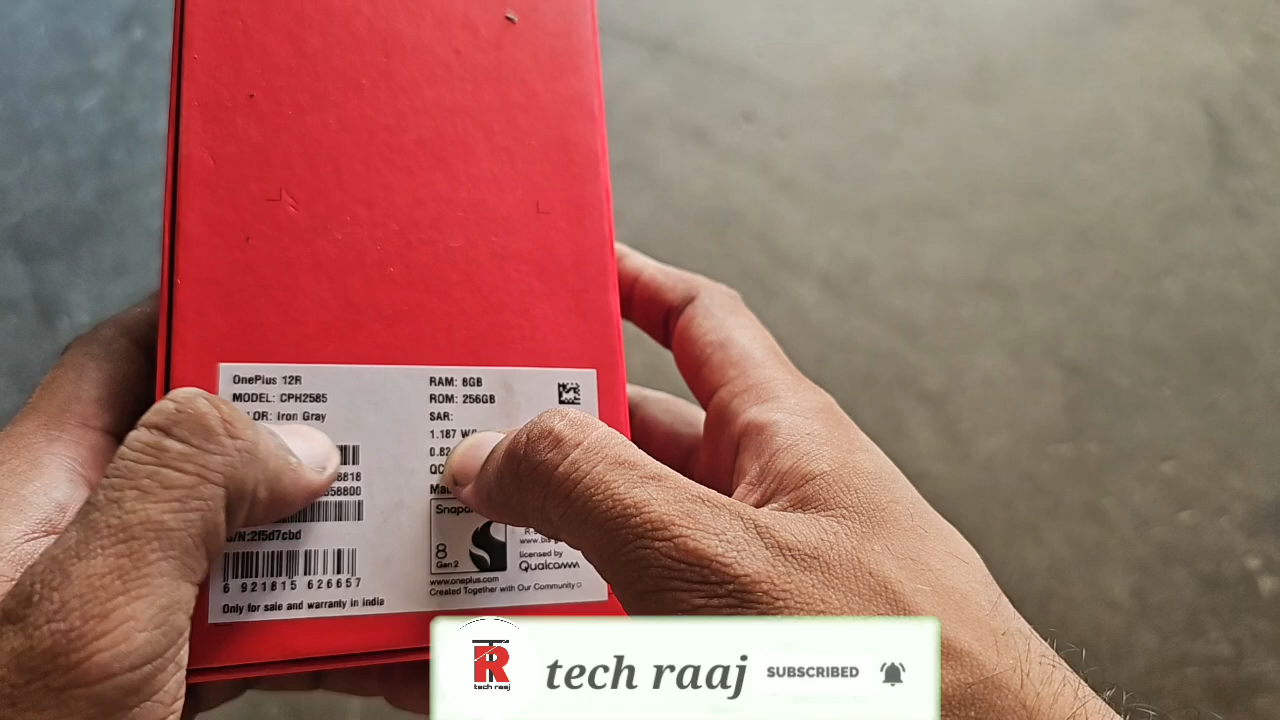 OnePlus 12R
MODEL: CPH2585
OR: Iron Gray
8818
58800
S/N:2f5d7cbd
6 921815 626657
Only for sale and warranty in India
RAM: 8GB
ROM: 256GB
SAR:
1.187 W/
0.82
QC
Snap
8
Gen 2
www.bis
licensed by
Qualcomm
www.oneplus.com
Created Together with Our Community
TR
tech raaj
tech raaj
SUBSCRIBED